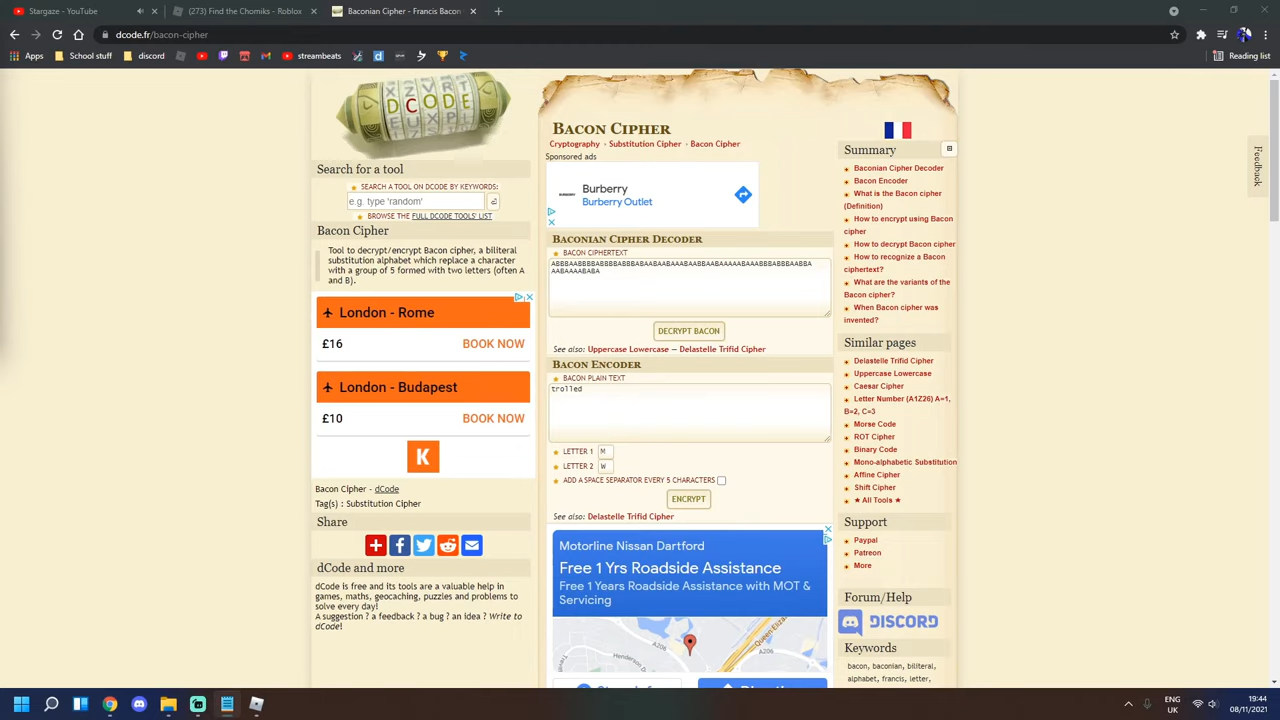 Stargaze - YouTube
(273) Find the Chomiks - Roblox
Baconian Cipher - Francis Bacon
dcode.fr/bacon-cipher
Apps
School stuff
discord
streambeats
Reading list
DCODE
Search for a tool
SEARCH A TOOL ON DCODE BY KEYWORDS:
e.g. type 'random'
BROWSE THE FULL DCODE TOOLS' LIST
Bacon Cipher
Tool to decrypt/encrypt Bacon cipher, a biliteral
substitution alphabet which replace a character
with a group of 5 formed with two letters (often A
and B).
London - Rome
£16
BOOK NOW
London - Budapest
£10
BOOK NOW
K
Bacon Cipher - dCode
Tag(s) : Substitution Cipher
Share
dCode and more
dCode is free and its tools are a valuable help in
games, maths, geocaching, puzzles and problems to
solve every day!
A suggestion ? a feedback ? a bug ? an idea ? Write to
dCode!
BACON CIPHER
Cryptography › Substitution Cipher › Bacon Cipher
Sponsored ads
BURBERRY
Burberry
Burberry Outlet
BACONIAN CIPHER DECODER
BACON CIPHERTEXT
DECRYPT BACON
See also: Uppercase Lowercase — Delastelle Trifid Cipher
BACON ENCODER
BACON PLAIN TEXT
trolled
LETTER 1 M
LETTER 2 W
ADD A SPACE SEPARATOR EVERY 5 CHARACTERS
ENCRYPT
See also: Delastelle Trifid Cipher
Motorline Nissan Dartford
Free 1 Yrs Roadside Assistance
Free 1 Years Roadside Assistance with MOT &
Servicing
A206
A206
Summary
Baconian Cipher Decoder
Bacon Encoder
What is the Bacon cipher
(Definition)
How to encrypt using Bacon
cipher
How to decrypt Bacon cipher
How to recognize a Bacon
ciphertext?
What are the variants of the
Bacon cipher?
When Bacon cipher was
invented?
Similar pages
Delastelle Trifid Cipher
Uppercase Lowercase
Caesar Cipher
Letter Number (A1Z26) A=1,
B=2, C=3
Morse Code
ROT Cipher
Binary Code
Mono-alphabetic Substitution
Affine Cipher
Shift Cipher
★ All Tools ★
Support
Paypal
Patreon
More
Forum/Help
DISCORD
Keywords
bacon, baconian, biliteral,
alphabet, francis, letter,
Feedback
ENG
UK
19:44
08/11/2021